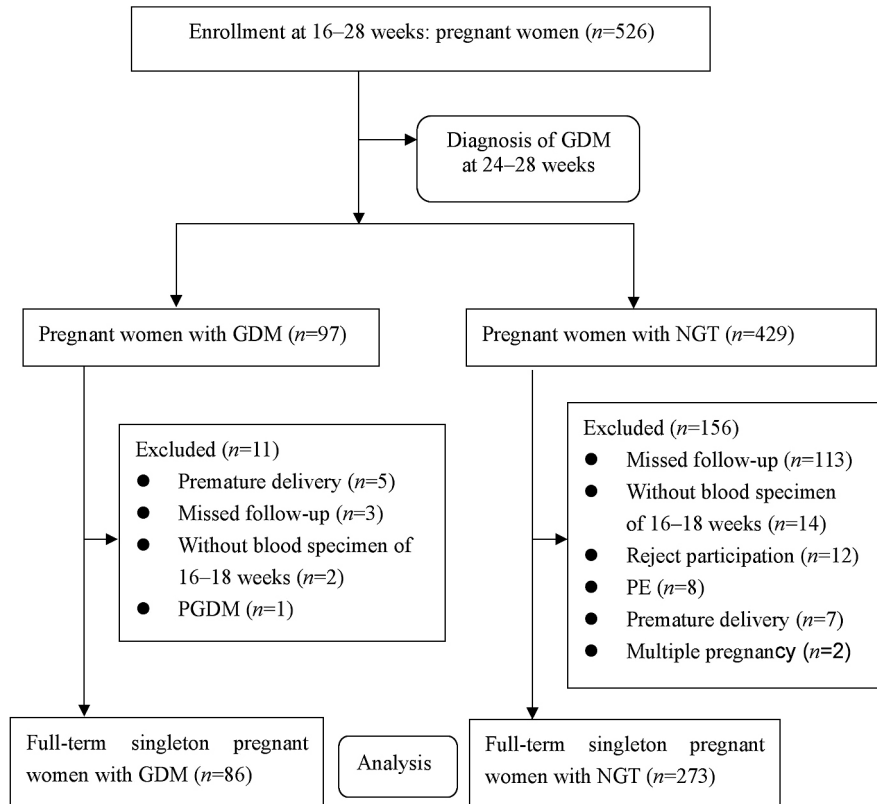 Enrollment at 16–28 weeks: pregnant women (n=526)
Diagnosis of GDM
at 24–28 weeks
Pregnant women with GDM (n=97)
Pregnant women with NGT (n=429)
Excluded (n=11)
● Premature delivery (n=5)
● Missed follow-up (n=3)
● Without blood specimen of
16–18 weeks (n=2)
● PGDM (n=1)
Excluded (n=156)
● Missed follow-up (n=113)
● Without blood specimen
of 16–18 weeks (n=14)
● Reject participation (n=12)
● PE (n=8)
● Premature delivery (n=7)
● Multiple pregnancy (n=2)
Full-term singleton pregnant
women with GDM (n=86)
Analysis
Full-term singleton pregnant
women with NGT (n=273)